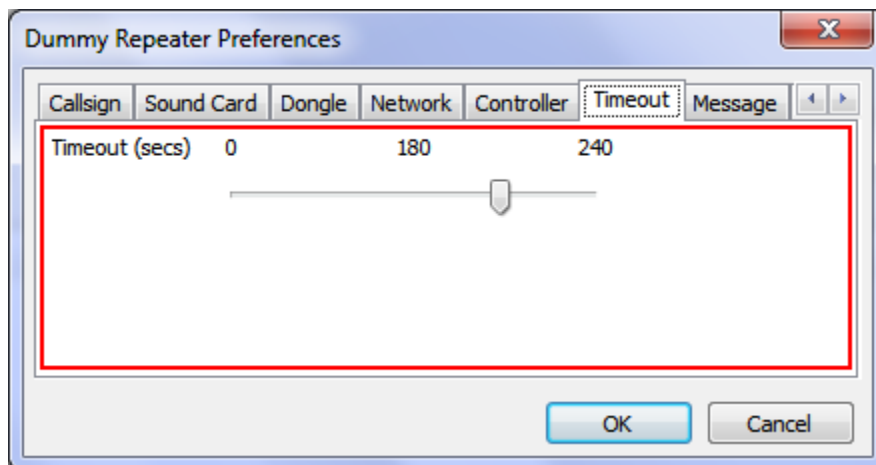 Dummy Repeater Preferences
Callsign Sound Card Dongle Network Controller Timeout Message
Timeout (secs) 0 180 240
OK Cancel